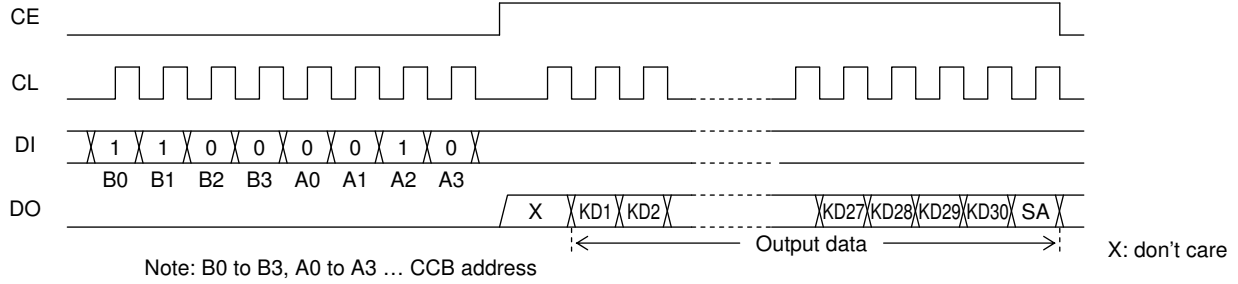 CE
CL
DI 1 1 0 0 0 0 1 0
B0 B1 B2 B3 A0 A1 A2 A3
DO X KD1 KD2 KD27 KD28 KD29 KD30 SA
Output data
X: don't care
Note: B0 to B3, A0 to A3 … CCB address